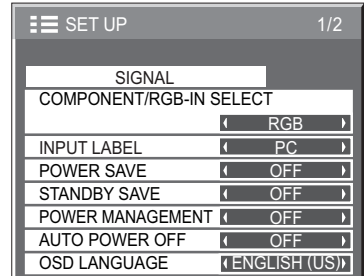 SET UP 1/2
SIGNAL
COMPONENT/RGB-IN SELECT
RGB
INPUT LABEL PC
POWER SAVE OFF
STANDBY SAVE OFF
POWER MANAGEMENT OFF
AUTO POWER OFF OFF
OSD LANGUAGE ENGLISH (US)